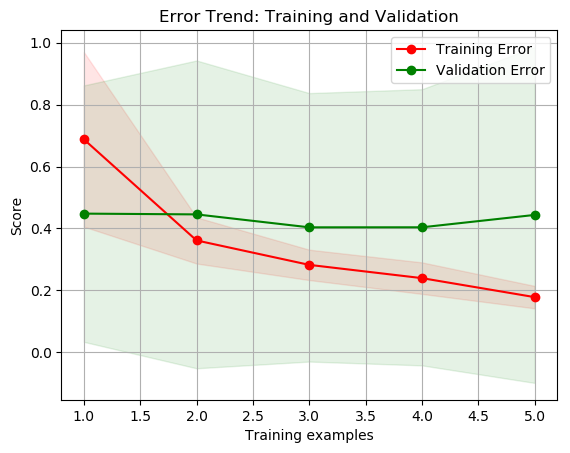 Error Trend: Training and Validation
1.0
0.8
0.6
0.4
0.2
0.0
Score
Training Error
Validation Error
1.0 1.5 2.0 2.5 3.0 3.5 4.0 4.5 5.0
Training examples